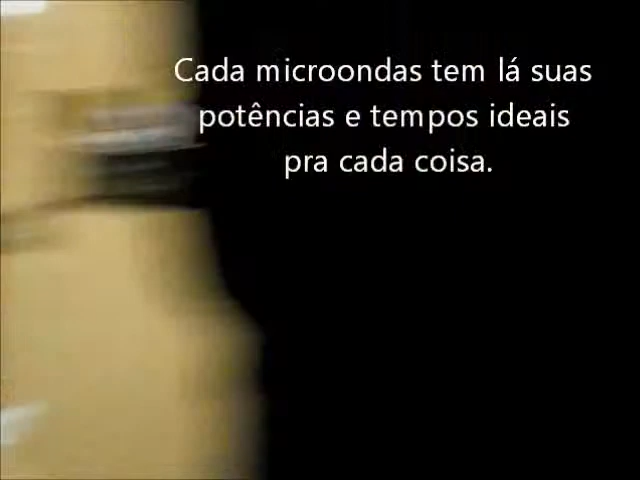 Cada microondas tem lá suas
potências e tempos ideais
pra cada coisa.